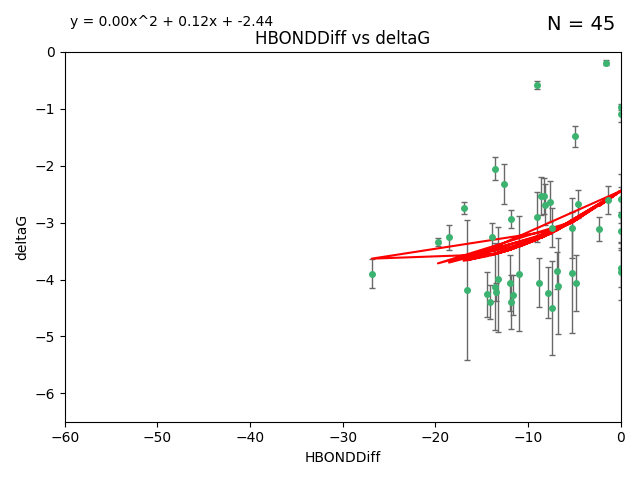 y = 0.00x^2 + 0.12x + -2.44
N = 45
HBONDDiff vs deltaG
0
−1
−2
−3
−4
−5
−6
deltaG
−60
−50
−40
−30
−20
−10
0
HBONDDiff